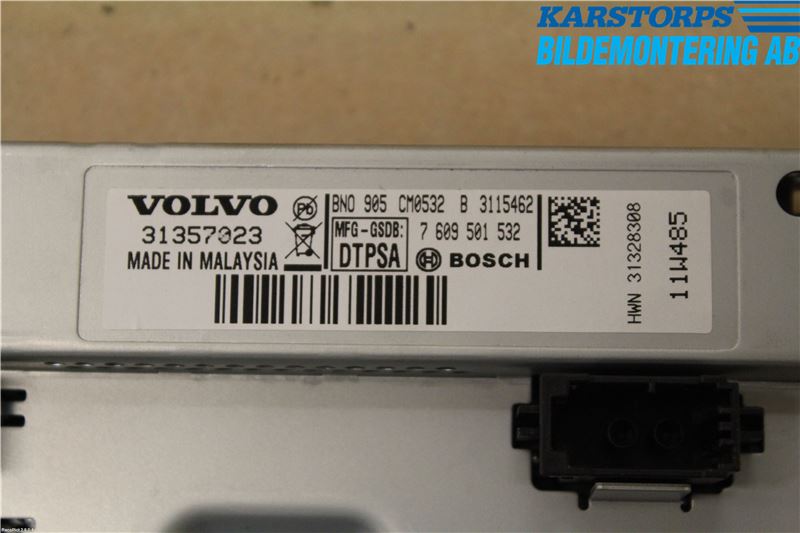 KARSTORPS
BILDEMONTERING AB
VOLVO
Pb
31357023
MADE IN MALAYSIA
BNO 905 CM0532 B 3115462
MFG-GSDB:
DTPSA
7 609 501 532
BOSCH
HWN 31328308
11W485